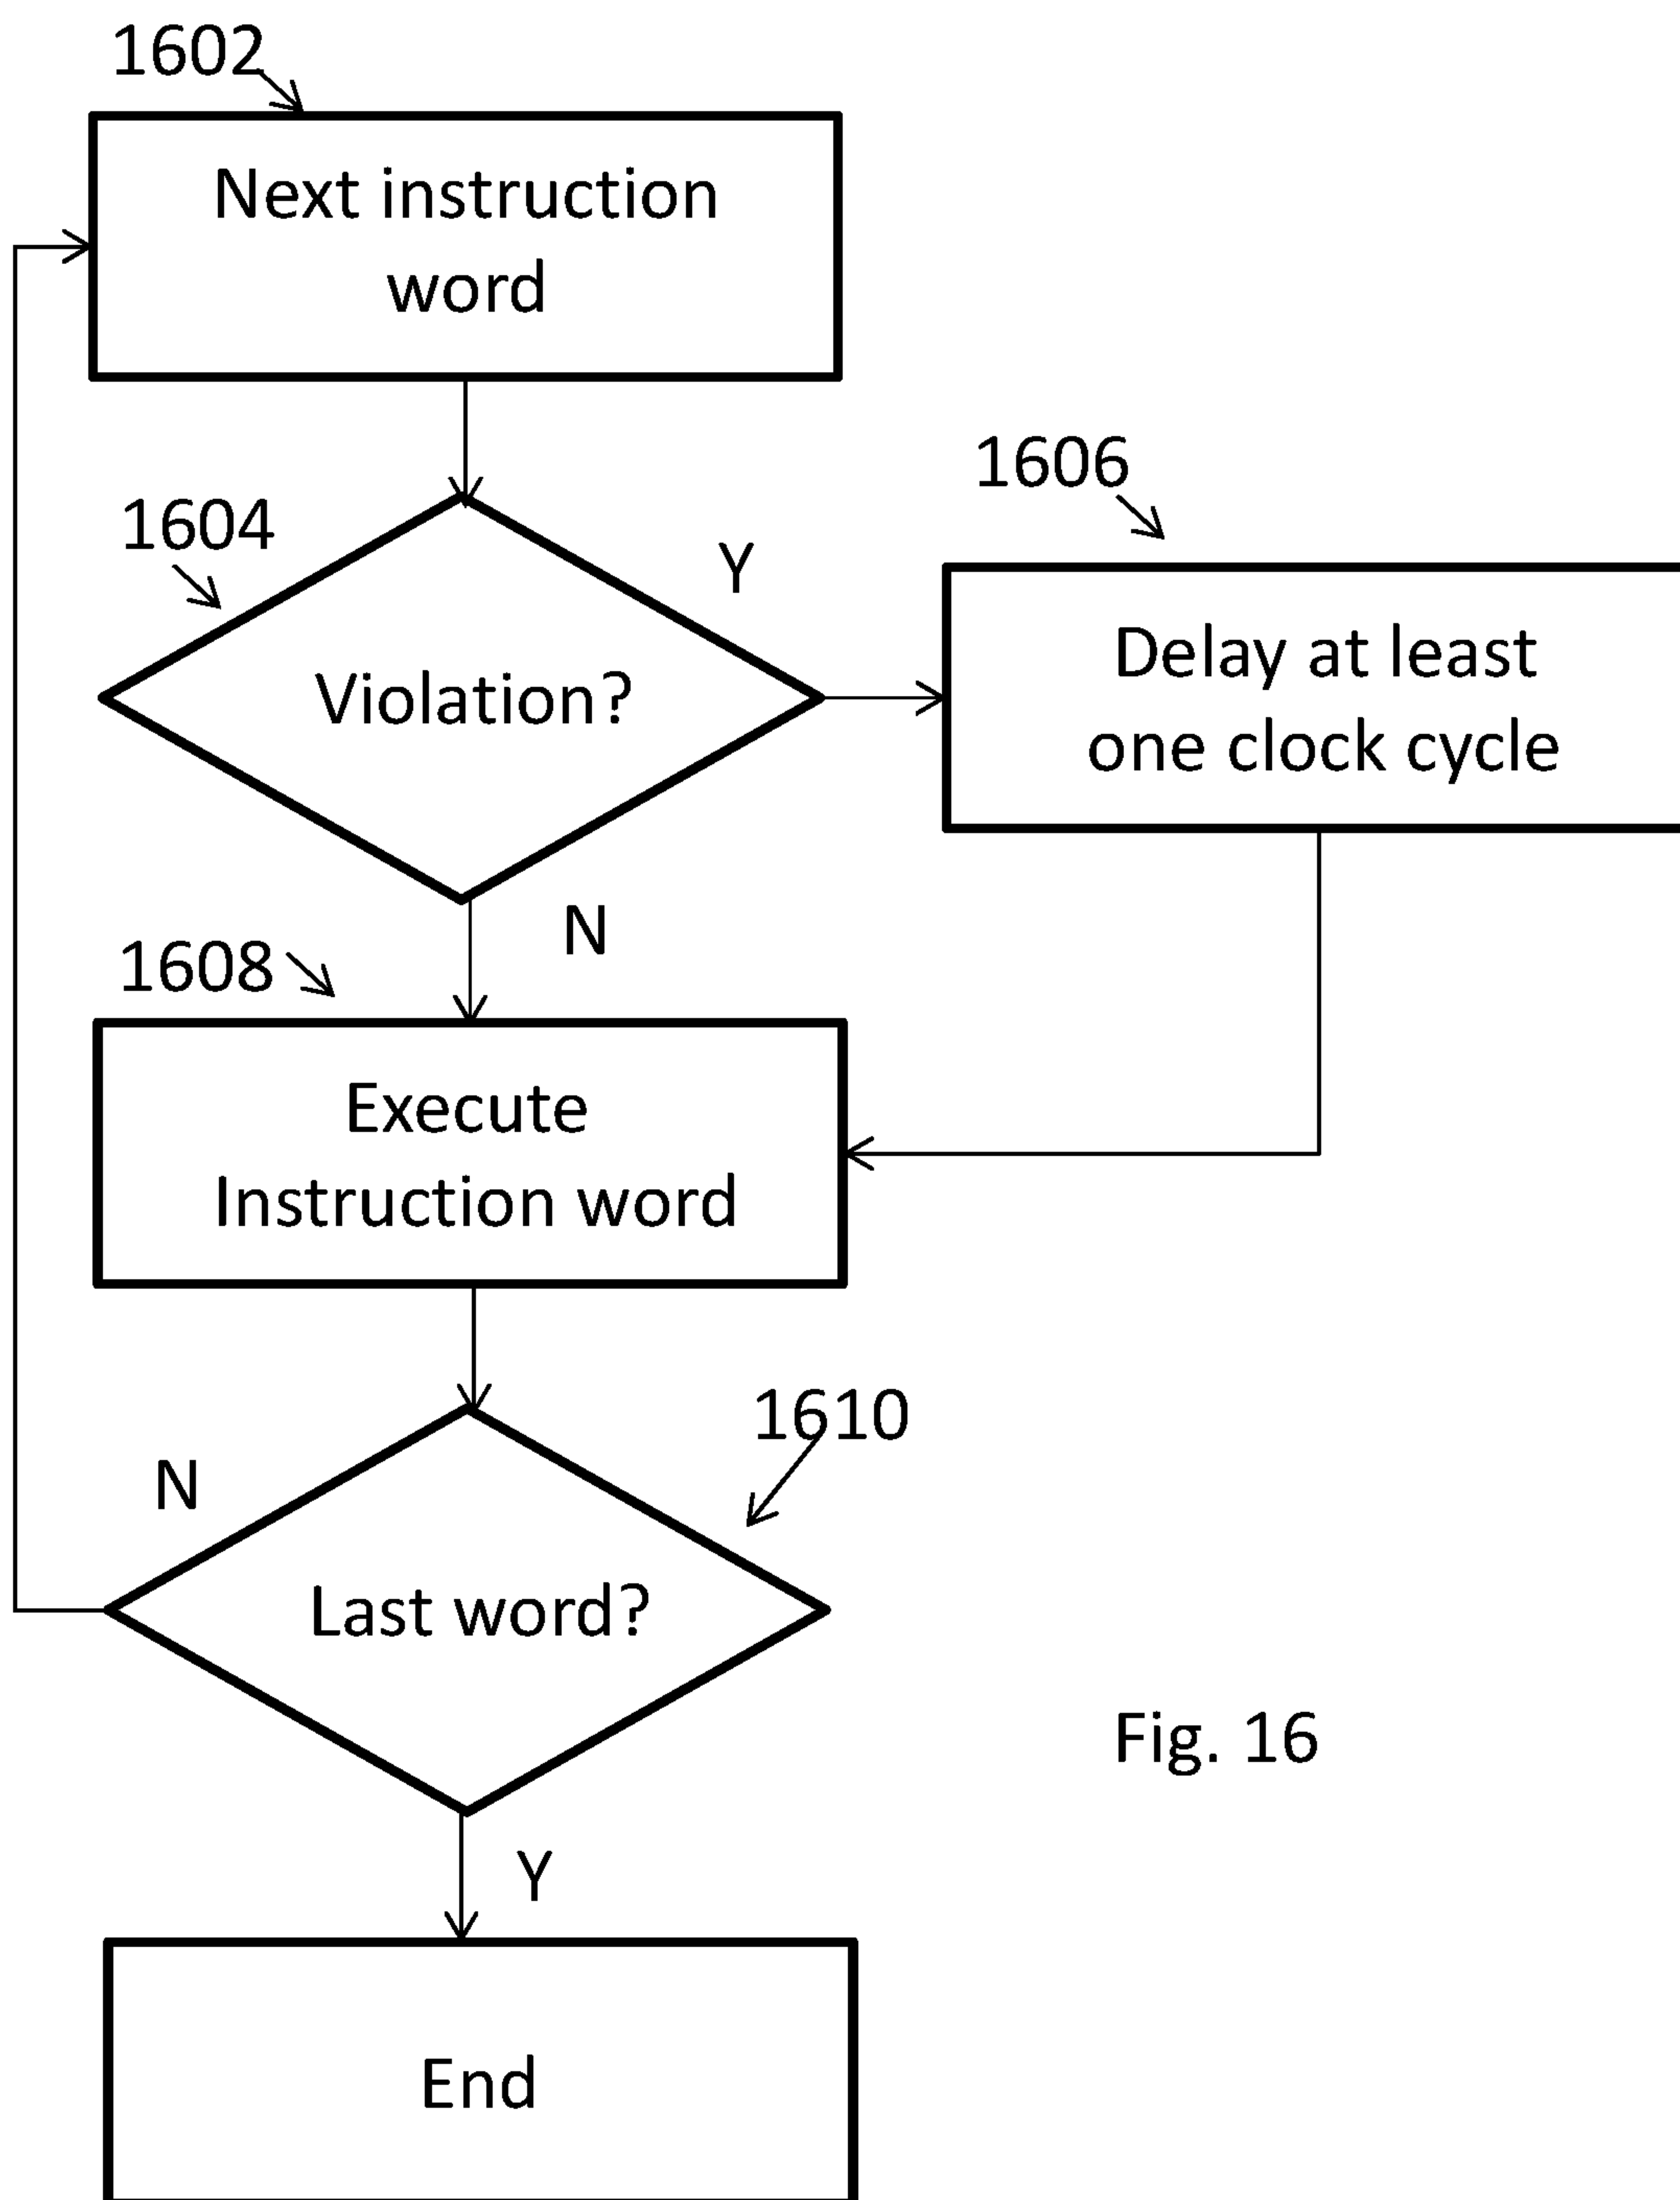 1602
Next instruction
word
1604
Violation?
Y
1606
Delay at least
one clock cycle
N
1608
Execute
Instruction word
1610
N
Last word?
Y
Fig. 16
End